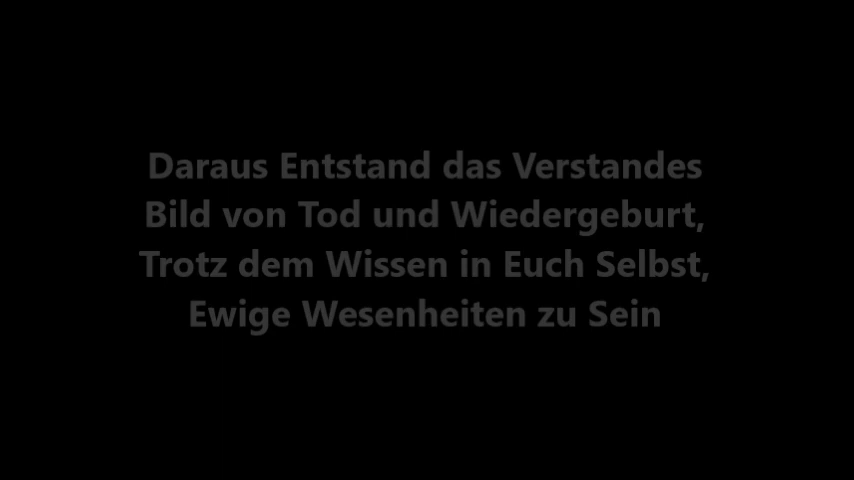 Daraus Entstand das Verstandes
Bild von Tod und Wiedergeburt,
Trotz dem Wissen in Euch Selbst,
Ewige Wesenheiten zu Sein